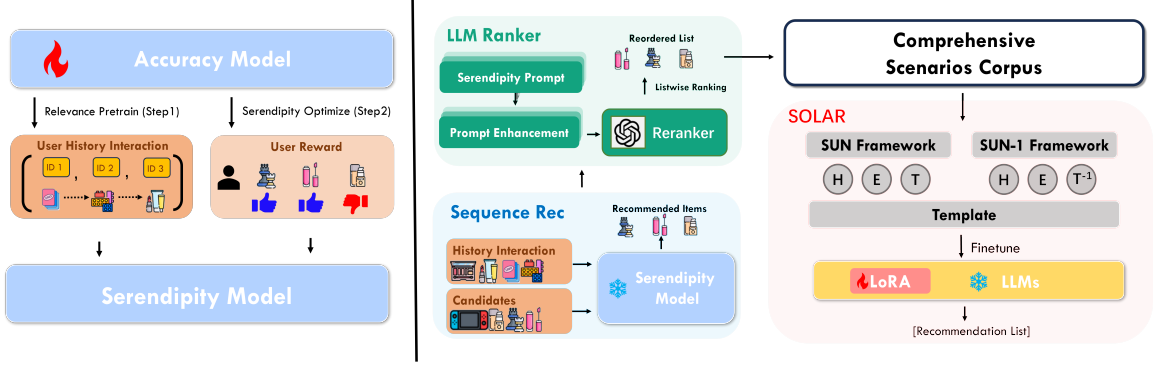 Accuracy Model
Relevance Pretrain (Step1)
Serendipity Optimize (Step2)
User History Interaction
ID 1 , ID 2 , ID 3
User Reward
Serendipity Model
LLM Ranker
Serendipity Prompt
Prompt Enhancement
Reordered List
Listwise Ranking
Reranker
Sequence Rec
Recommended Items
History Interaction
Candidates
Serendipity
Model
Comprehensive
Scenarios Corpus
SOLAR
SUN Framework
SUN-1 Framework
H E T
H E T⁻¹
Template
Finetune
LoRA
LLMs
[Recommendation List]